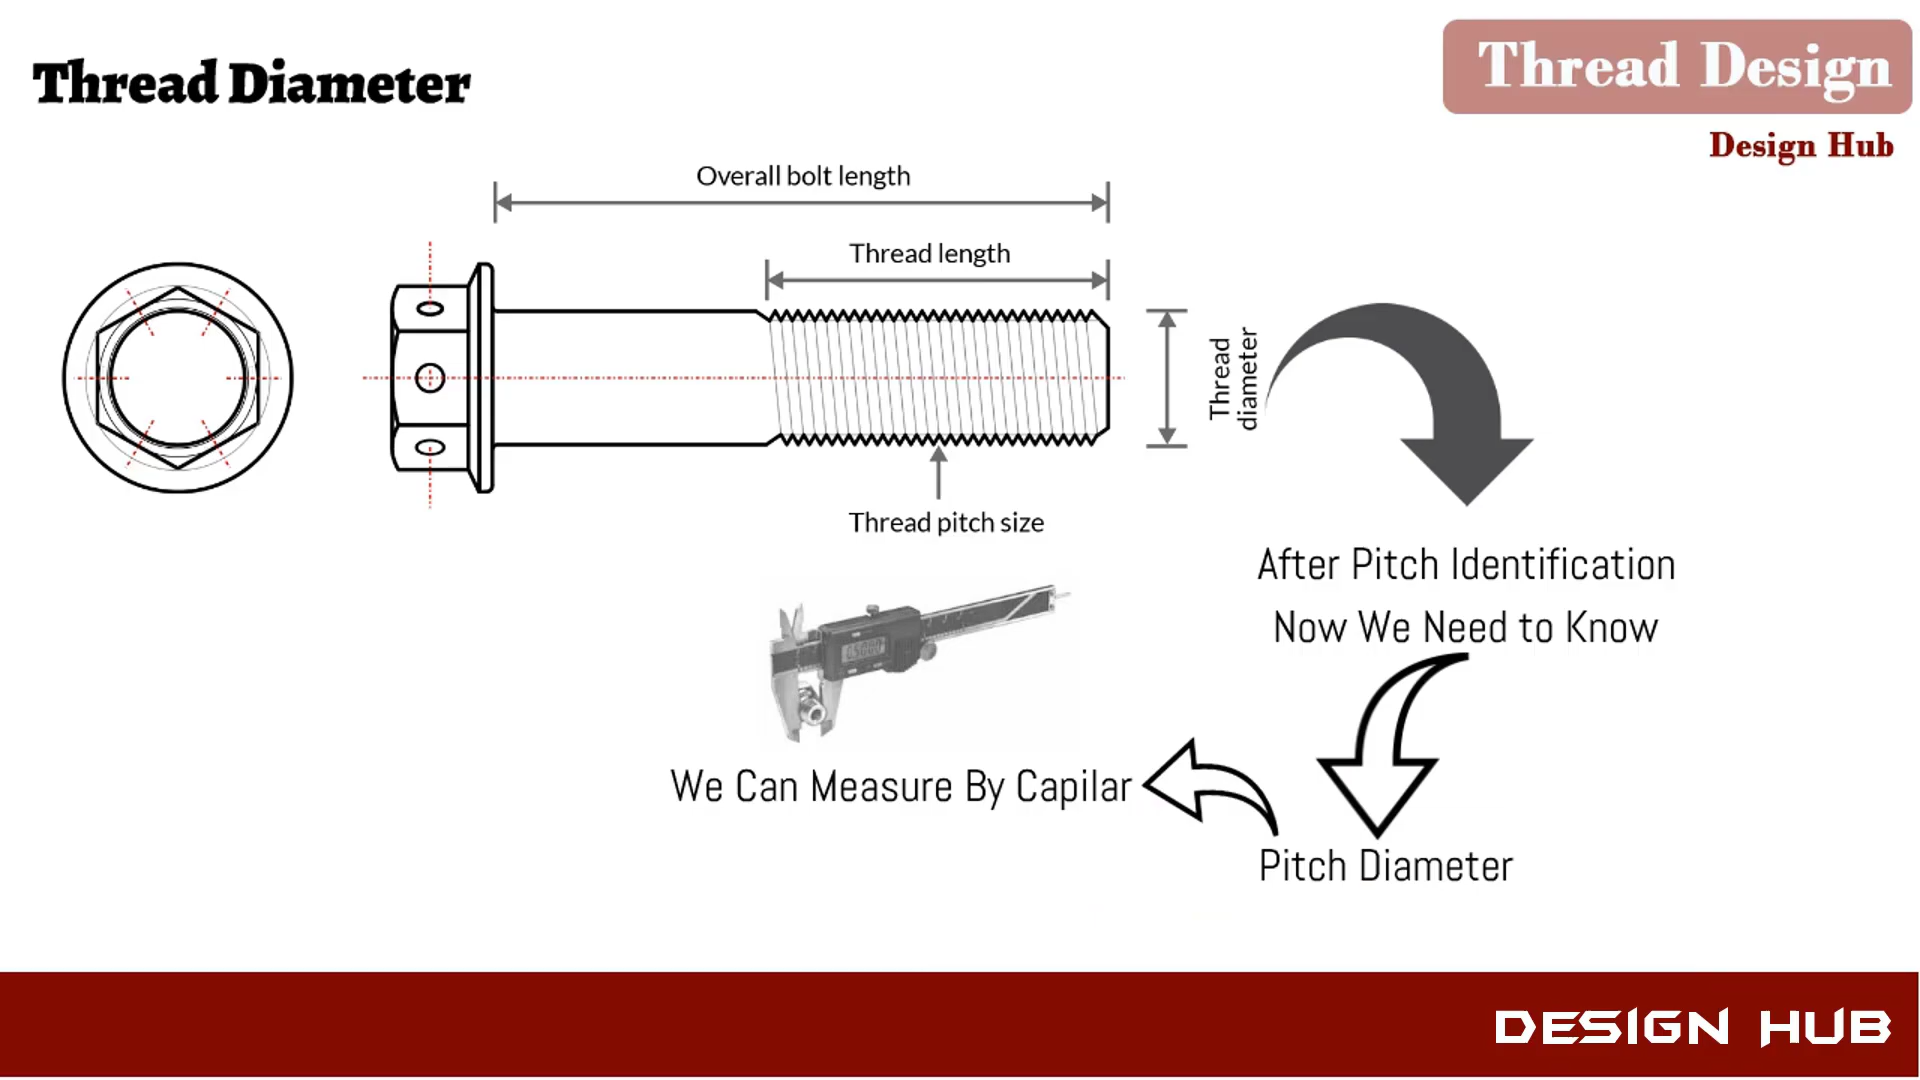 Thread Diameter
Thread Design
Design Hub
Overall bolt length
Thread length
Thread
diameter
Thread pitch size
After Pitch Identification
Now We Need to Know
We Can Measure By Capilar
Pitch Diameter
DESIGN HUB